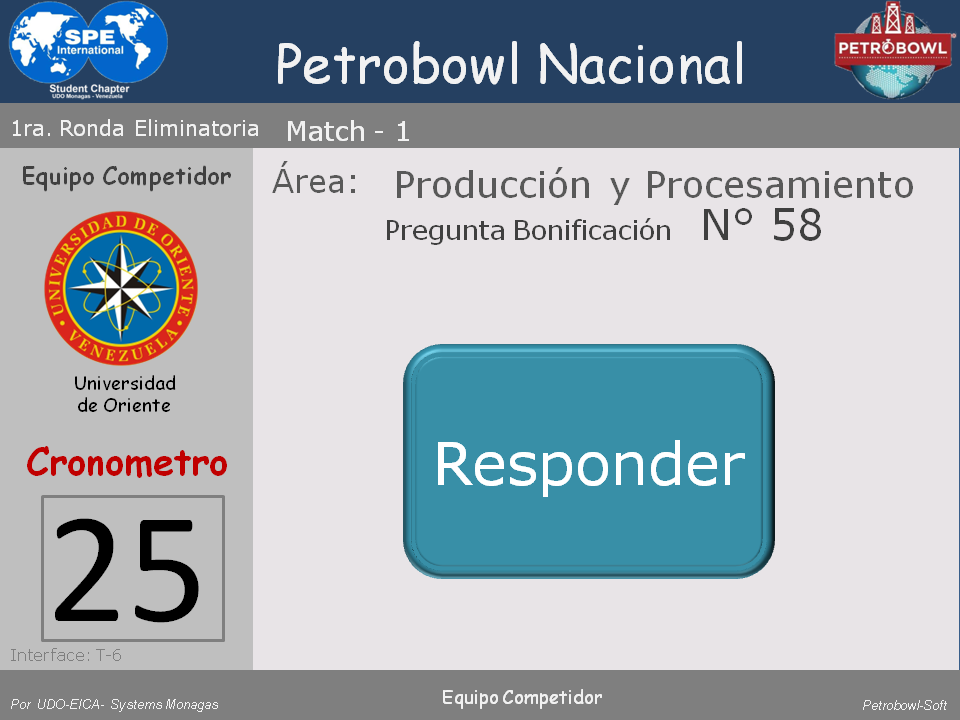 SPE
International
Student Chapter
UDO Monagas - Venezuela
Petrobowl Nacional
PETROBOWL
1ra. Ronda Eliminatoria
Match - 1
Equipo Competidor
UNIVERSIDAD DE ORIENTE
VENEZUELA
Universidad
de Oriente
Cronometro
25
Interface: T-6
Área:
Producción y Procesamiento
Pregunta Bonificación N° 58
Responder
Por UDO-EICA- Systems Monagas
Equipo Competidor
Petrobowl-Soft